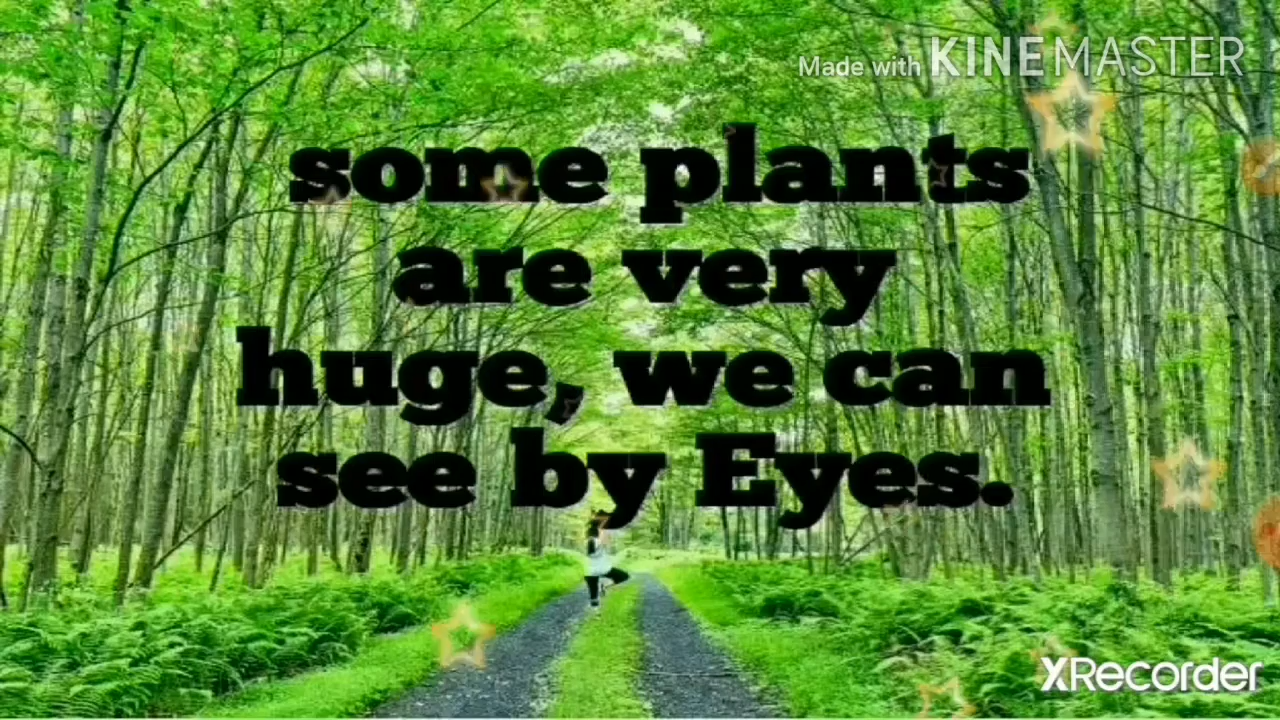 Made with KINEMASTER
some plants
are very
huge, we can
see by Eyes.
XRecorder